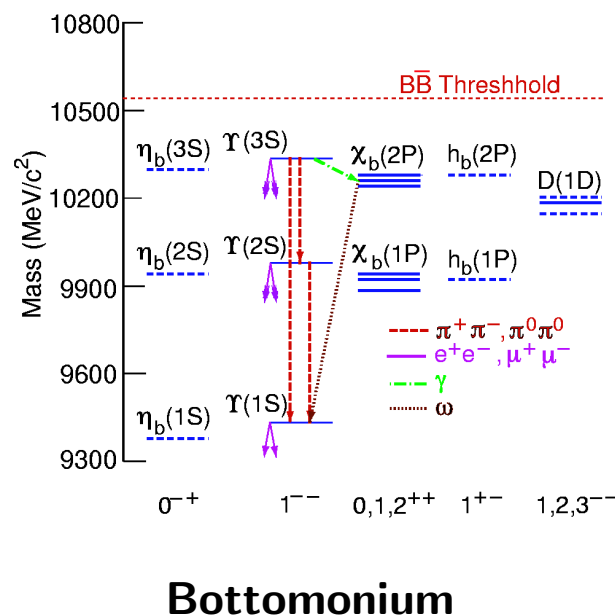 10800
BB̅ Threshhold
10500
η_b(3S) ϒ(3S) χ_b(2P) h_b(2P)
D(1D)
10200
Mass (MeV/c²)
η_b(2S) ϒ(2S) χ_b(1P) h_b(1P)
9900
π⁺π⁻, π⁰π⁰
e⁺e⁻, μ⁺μ⁻
9600
γ
η_b(1S) ϒ(1S)
ω
9300
0⁻⁺ 1⁻⁻ 0,1,2⁺⁺ 1⁺⁻ 1,2,3⁻⁻
Bottomonium